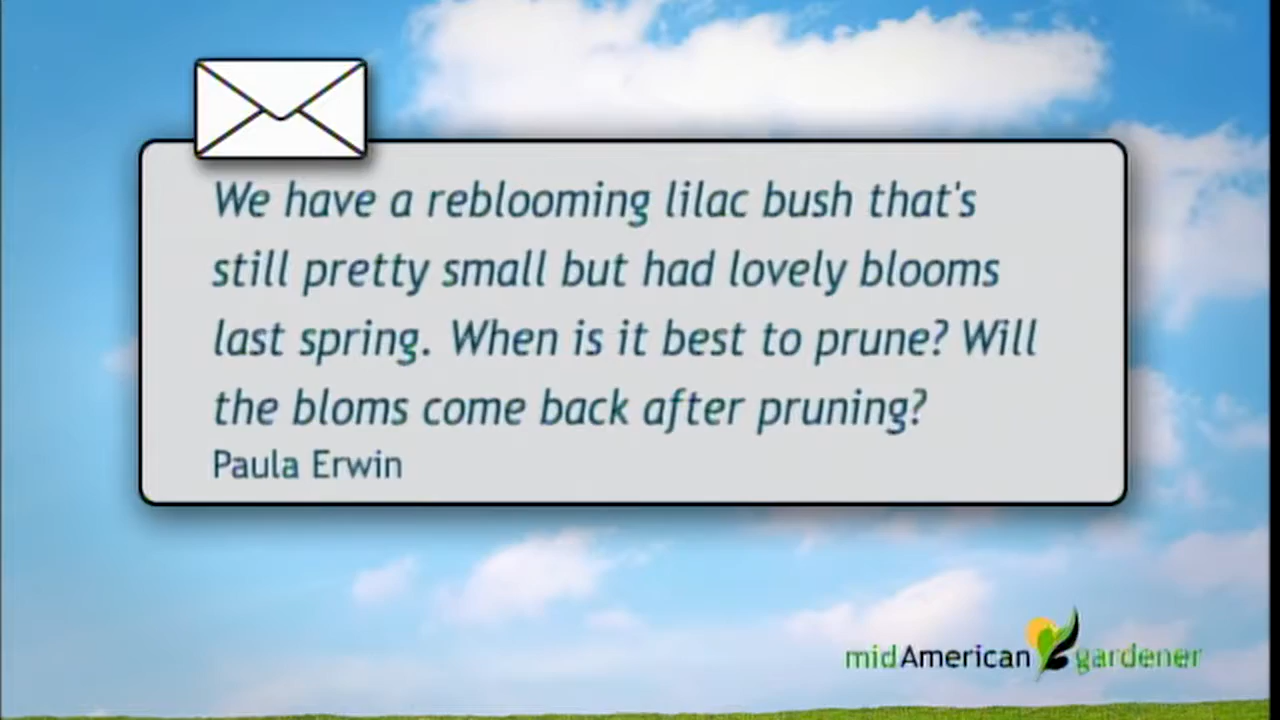 We have a reblooming lilac bush that's
still pretty small but had lovely blooms
last spring. When is it best to prune? Will
the bloms come back after pruning?
Paula Erwin
midAmerican gardener